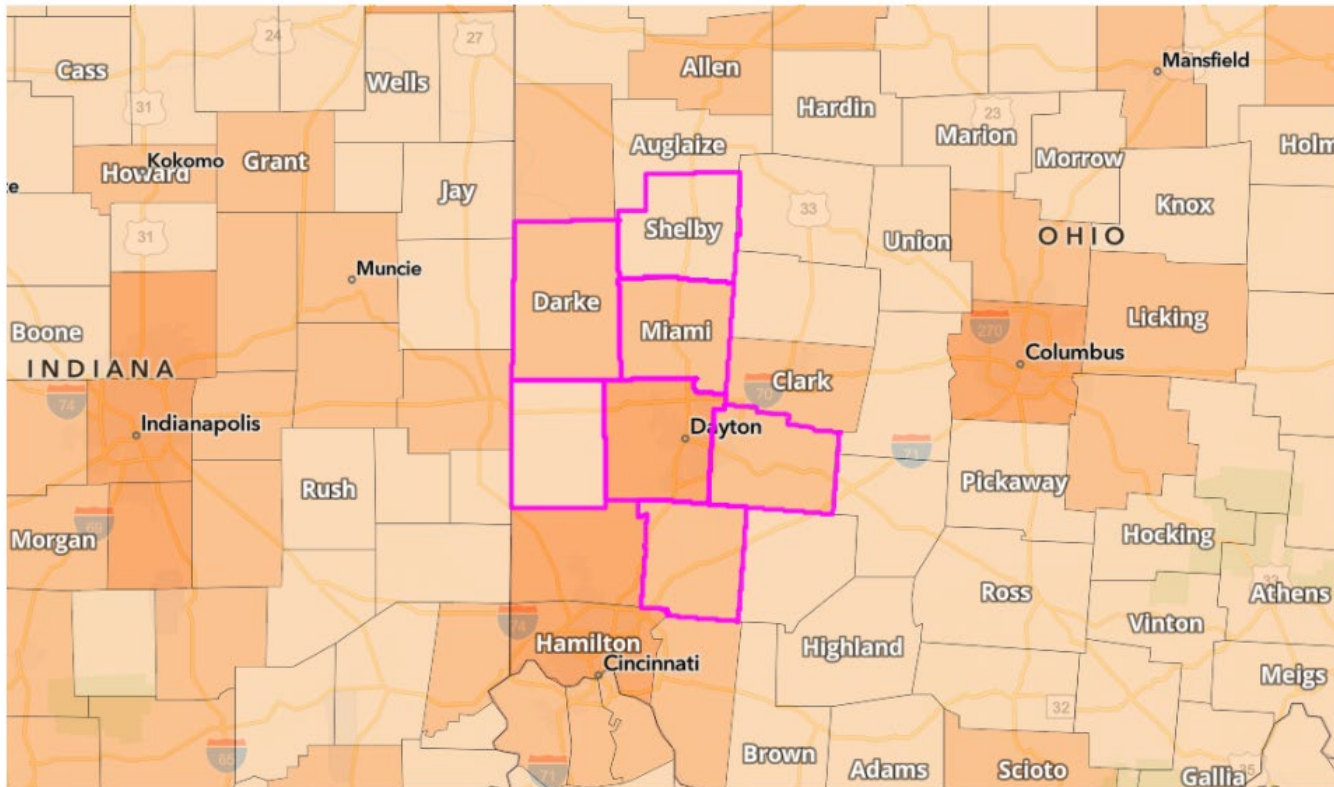 24
27
Cass
Wells
Allen
Mansfield
31
Hardin
23
Marion
Auglaize
Morrow
Holm
Kokomo
Howard
Grant
Jay
Knox
33
Shelby
Union
OHIO
31
Muncie
Darke
Miami
Licking
Boone
270
Columbus
INDIANA
Clark
70
74
Indianapolis
Dayton
71
Rush
Pickaway
69
Morgan
Hocking
33
Ross
Athens
74
Vinton
Hamilton
Highland
Cincinnati
Meigs
32
65
71
Brown
Adams
Scioto
35
Gallia